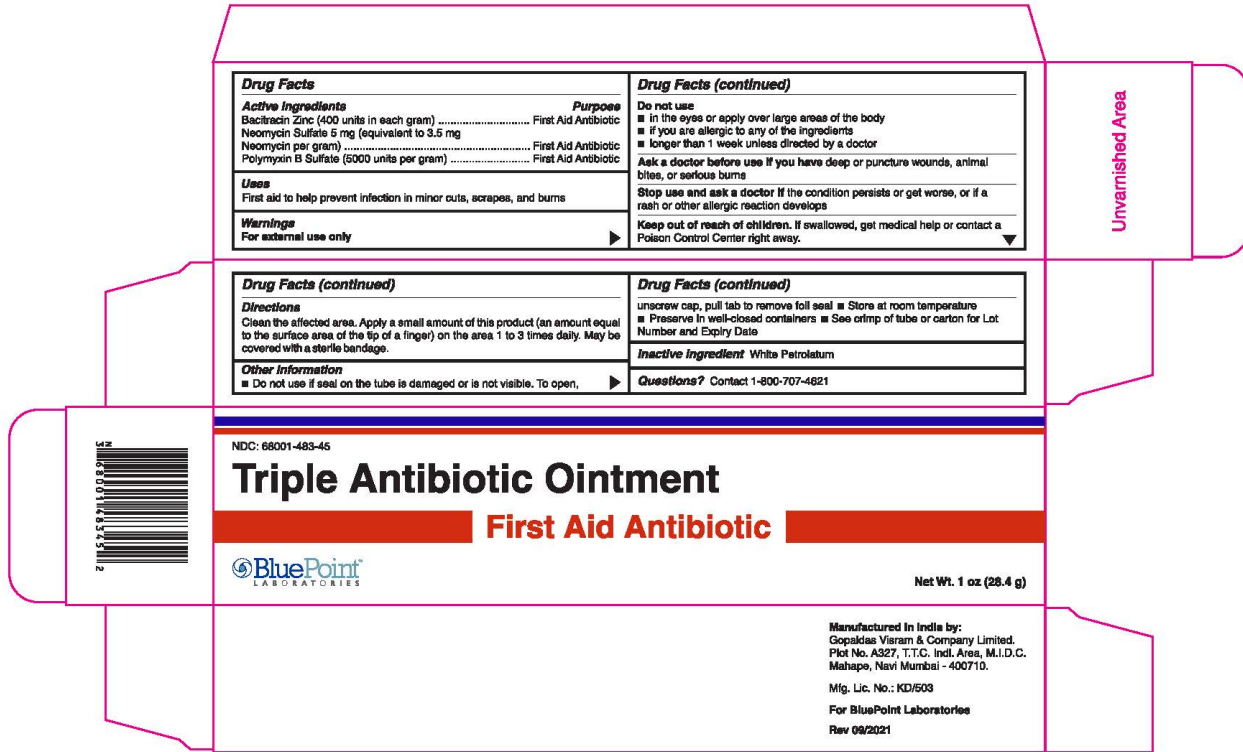 Drug Facts
Active Ingredients Purpose
Bacitracin Zinc (400 units in each gram) .............................. First Aid Antibiotic
Neomycin Sulfate 5 mg (equivalent to 3.5 mg
Neomycin per gram) .............................................................. First Aid Antibiotic
Polymyxin B Sulfate (5000 units per gram) .......................... First Aid Antibiotic
Uses
First aid to help prevent infection in minor cuts, scrapes, and burns
Warnings
For external use only
Drug Facts (continued)
Do not use
■ in the eyes or apply over large areas of the body
■ if you are allergic to any of the ingredients
■ longer than 1 week unless directed by a doctor
Ask a doctor before use if you have deep or puncture wounds, animal
bites, or serious burns
Stop use and ask a doctor if the condition persists or get worse, or if a
rash or other allergic reaction develops
Keep out of reach of children. If swallowed, get medical help or contact a
Poison Control Center right away.
Unvarnished Area
Drug Facts (continued)
Directions
Clean the affected area. Apply a small amount of this product (an amount equal
to the surface area of the tip of a finger) on the area 1 to 3 times daily. May be
covered with a sterile bandage.
Other information
■ Do not use if seal on the tube is damaged or is not visible. To open,
Drug Facts (continued)
unscrew cap, pull tab to remove foil seal ■ Store at room temperature
■ Preserve in well-closed containers ■ See crimp of tube or carton for Lot
Number and Expiry Date
Inactive ingredient White Petrolatum
Questions? Contact 1-800-707-4621
N
3 68001 48345 2
NDC: 68001-483-45
Triple Antibiotic Ointment
First Aid Antibiotic
BluePoint™
LABORATORIES
Net Wt. 1 oz (28.4 g)
Manufactured in India by:
Gopaldas Visram & Company Limited.
Plot No. A327, T.T.C. Indl. Area, M.I.D.C.
Mahape, Navi Mumbai - 400710.
Mfg. Lic. No.: KD/503
For BluePoint Laboratories
Rev 09/2021